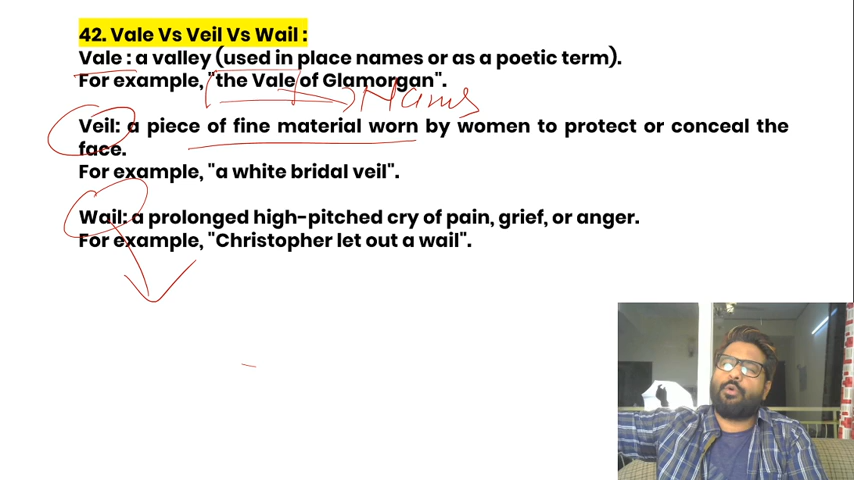 42. Vale Vs Veil Vs Wail :
Vale : a valley (used in place names or as a poetic term).
For example, "the Vale of Glamorgan".
Names
Veil: a piece of fine material worn by women to protect or conceal the
face.
For example, "a white bridal veil".
Wail: a prolonged high-pitched cry of pain, grief, or anger.
For example, "Christopher let out a wail".